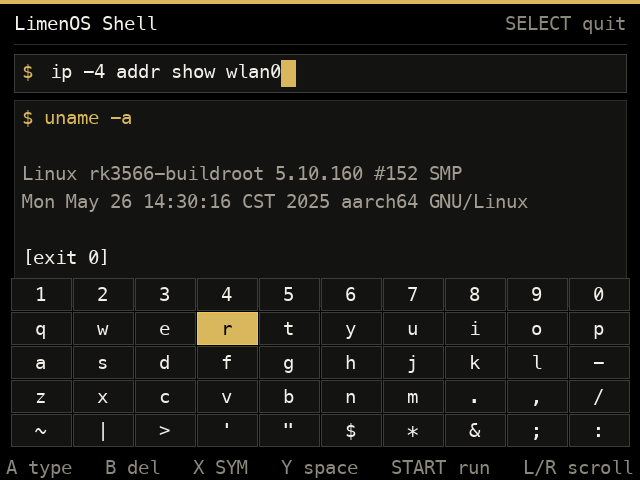 LimenOS Shell SELECT quit
$ ip -4 addr show wlan0
$ uname -a
Linux rk3566-buildroot 5.10.160 #152 SMP
Mon May 26 14:30:16 CST 2025 aarch64 GNU/Linux
[exit 0]
1 2 3 4 5 6 7 8 9 0
q w e r t y u i o p
a s d f g h j k l -
z x c v b n m . , /
~ | > ' " $ * & ; :
A type B del X SYM Y space START run L/R scroll